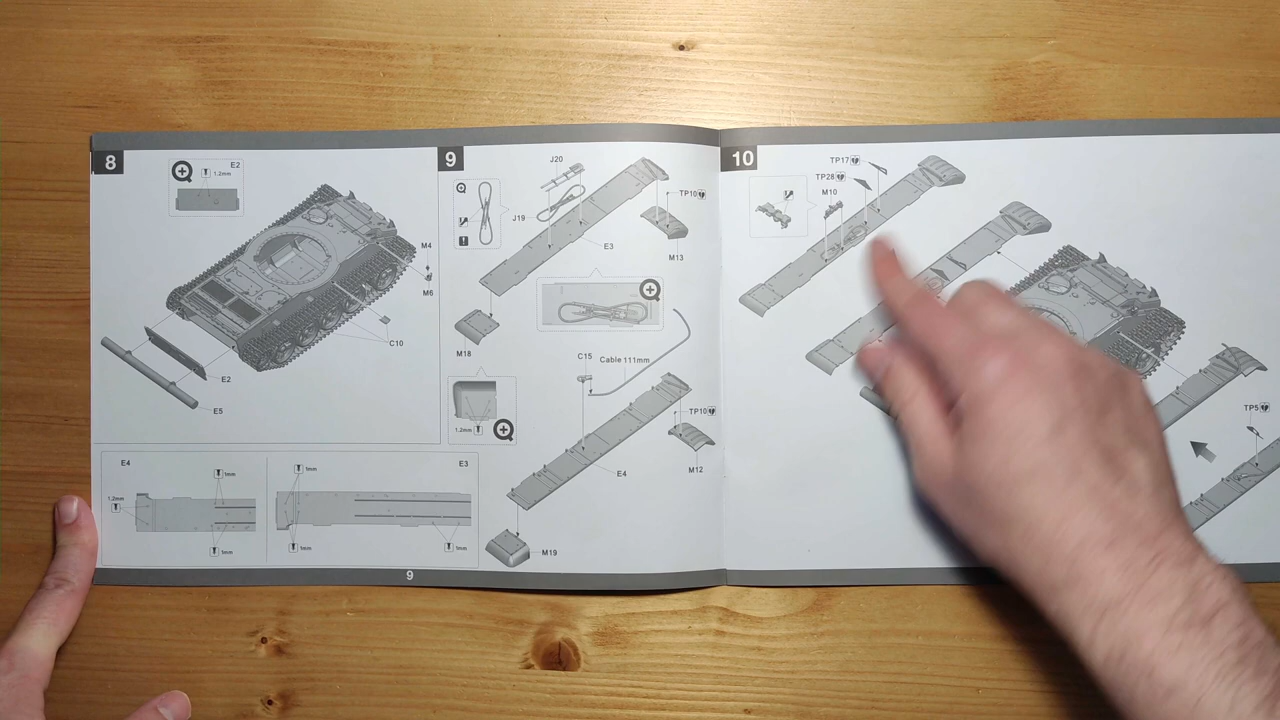 8
E2
1.2mm
M4
M6
C10
E2
E5
E4
1mm
1.2mm
1mm
E3
1mm
1mm
1mm
9
J20
TP10
J19
E3
M13
M18
C15
Cable 111mm
1.2mm
TP10
E4
M12
M19
10
TP17
TP28
M10
TP5
9